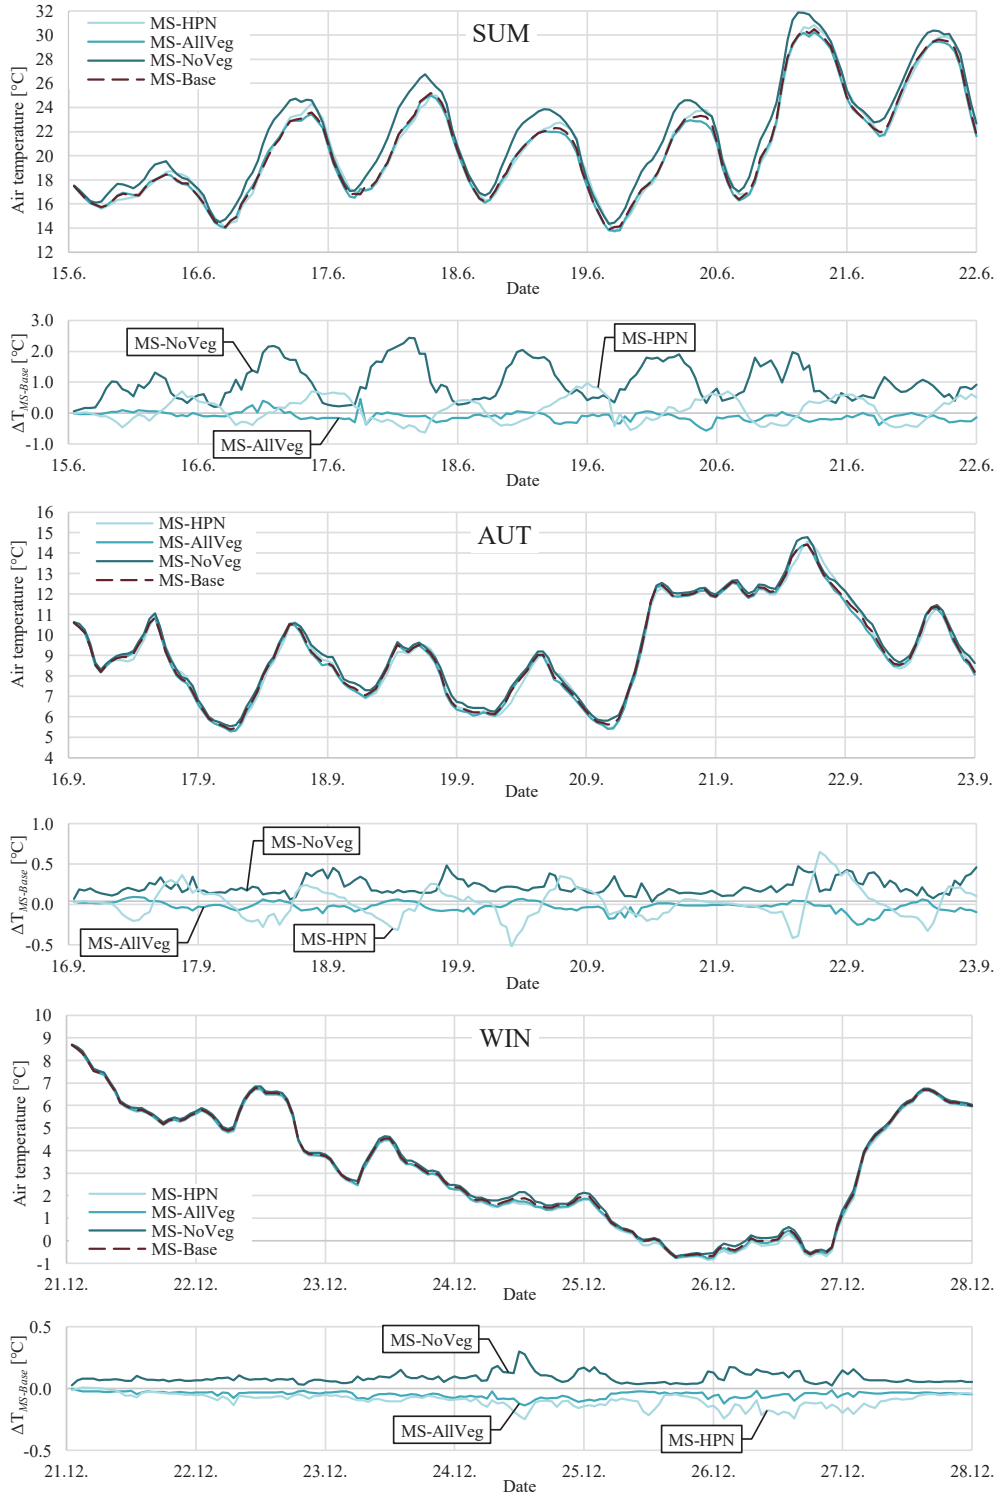 SUM
MS-HPN
MS-AllVeg
MS-NoVeg
MS-Base
Air temperature [°C]
32
30
28
26
24
22
20
18
16
14
12
15.6. 16.6. 17.6. 18.6. 19.6. 20.6. 21.6. 22.6.
Date
ΔT_MS-Base [°C]
3.0
2.0
1.0
0.0
-1.0
MS-NoVeg
MS-HPN
MS-AllVeg
15.6. 16.6. 17.6. 18.6. 19.6. 20.6. 21.6. 22.6.
Date
AUT
MS-HPN
MS-AllVeg
MS-NoVeg
MS-Base
Air temperature [°C]
16
15
14
13
12
11
10
9
8
7
6
5
4
16.9. 17.9. 18.9. 19.9. 20.9. 21.9. 22.9. 23.9.
Date
ΔT_MS-Base [°C]
1.0
0.5
0.0
-0.5
MS-NoVeg
MS-AllVeg
MS-HPN
16.9. 17.9. 18.9. 19.9. 20.9. 21.9. 22.9. 23.9.
Date
WIN
Air temperature [°C]
10
9
8
7
6
5
4
3
2
1
0
-1
MS-HPN
MS-AllVeg
MS-NoVeg
MS-Base
21.12. 22.12. 23.12. 24.12. 25.12. 26.12. 27.12. 28.12.
Date
ΔT_MS-Base [°C]
0.5
0.0
-0.5
MS-NoVeg
MS-AllVeg
MS-HPN
21.12. 22.12. 23.12. 24.12. 25.12. 26.12. 27.12. 28.12.
Date